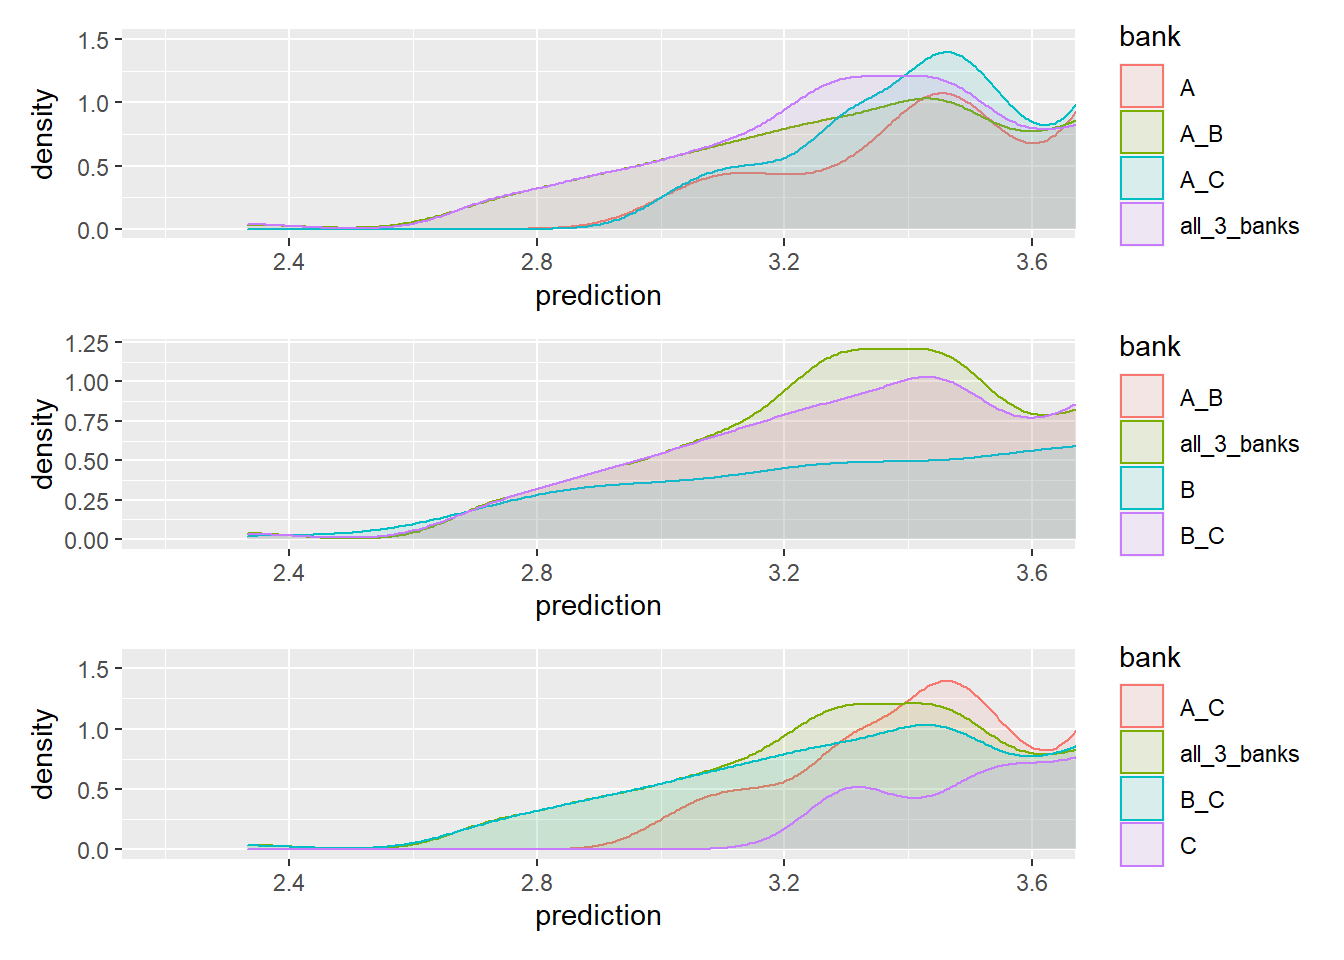 bank
1.5
1.0
0.5
0.0
density
A
A_B
A_C
all_3_banks
2.4 2.8 3.2 3.6
prediction
bank
1.25
1.00
0.75
0.50
0.25
0.00
density
A_B
all_3_banks
B
B_C
2.4 2.8 3.2 3.6
prediction
bank
1.5
1.0
0.5
0.0
density
A_C
all_3_banks
B_C
C
2.4 2.8 3.2 3.6
prediction